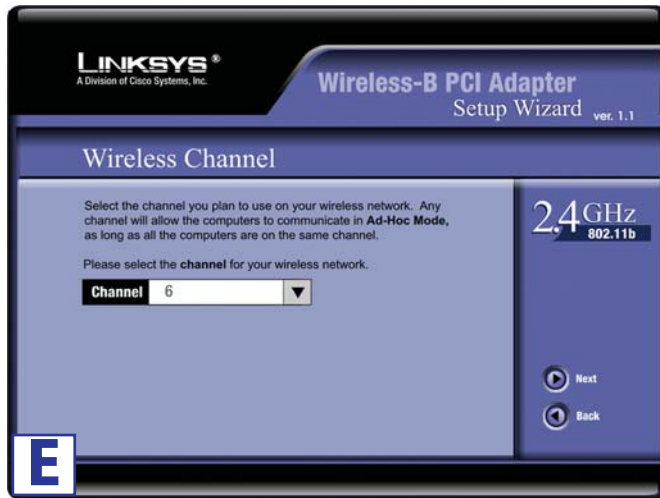 LINKSYS®
A Division of Cisco Systems, Inc.
Wireless-B PCI Adapter
Setup Wizard ver. 1.1
Wireless Channel
Select the channel you plan to use on your wireless network. Any
channel will allow the computers to communicate in Ad-Hoc Mode,
as long as all the computers are on the same channel.
Please select the channel for your wireless network.
Channel 6
2.4 GHz
802.11b
Next
Back
E